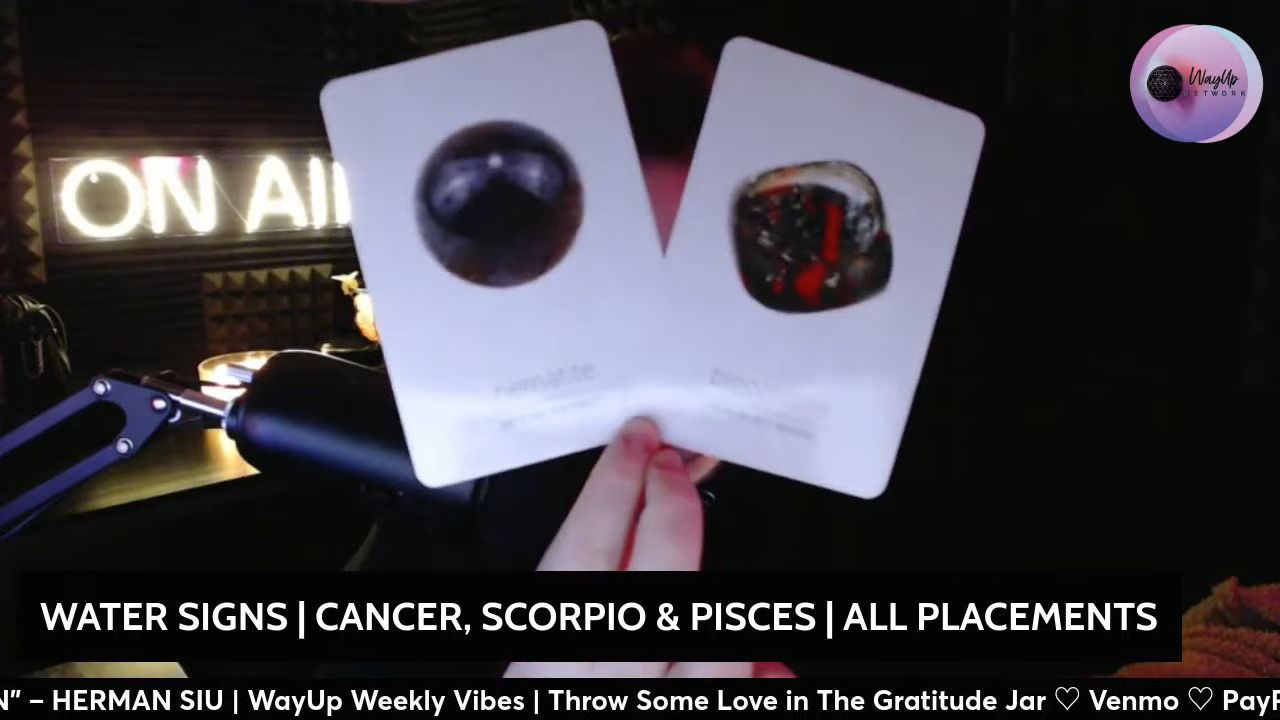 WayUp
NETWORK
ON AI
hematite
WATER SIGNS | CANCER, SCORPIO & PISCES | ALL PLACEMENTS
N” – HERMAN SIU | WayUp Weekly Vibes | Throw Some Love in The Gratitude Jar ♡ Venmo ♡ PayP